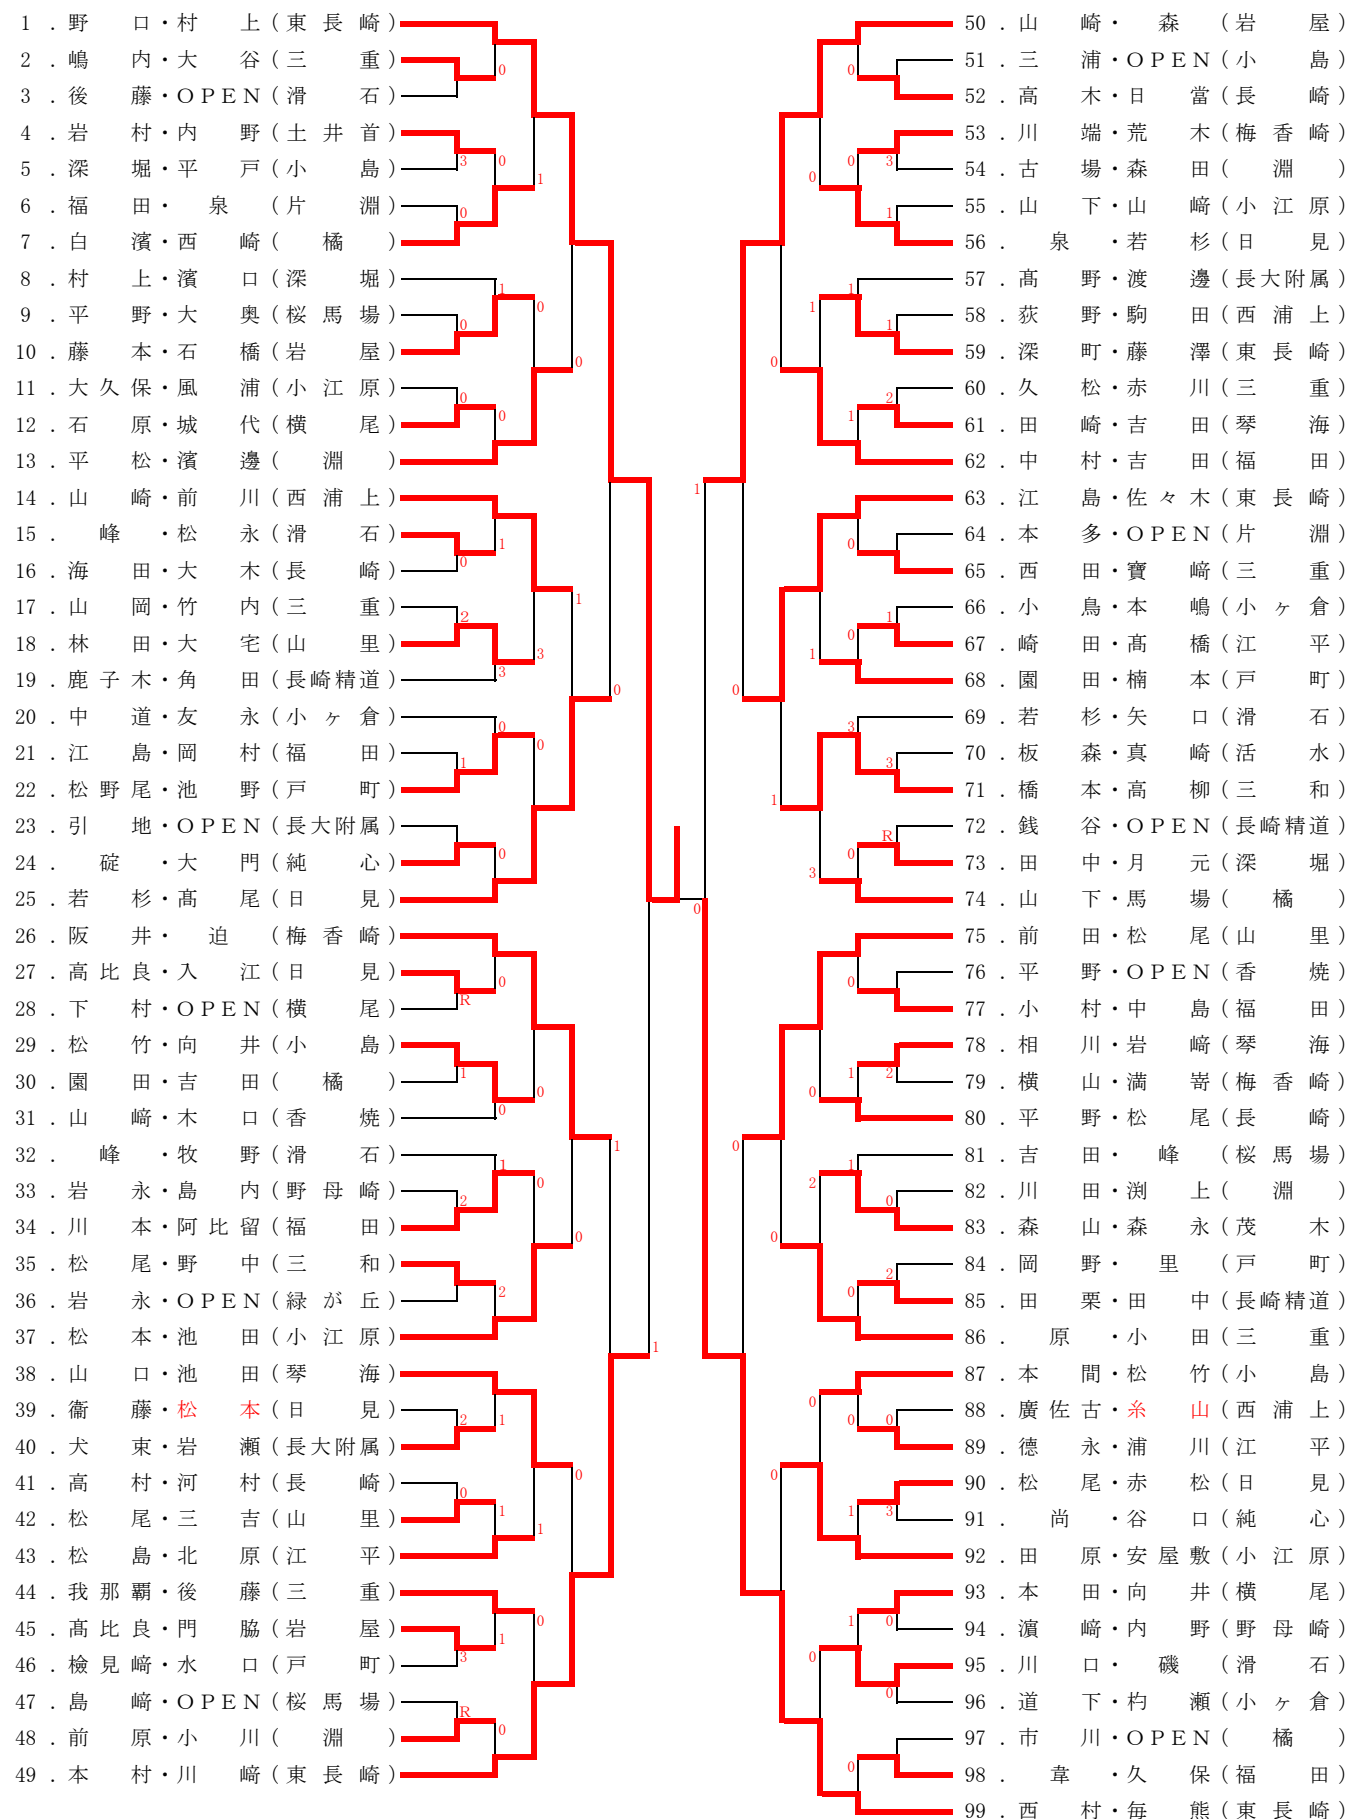 1 . 野 口・村 上 ( 東 長 崎 )
2 . 嶋 内・大 谷 ( 三 重 )
3 . 後 藤・OPEN ( 滑 石 )
4 . 岩 村・内 野 ( 土 井 首 )
5 . 深 堀・平 戸 ( 小 島 )
6 . 福 田・ 泉 ( 片 淵 )
7 . 白 濱・西 崎 ( 橘 )
8 . 村 上・濱 口 ( 深 堀 )
9 . 平 野・大 奥 ( 桜 馬 場 )
10 . 藤 本・石 橋 ( 岩 屋 )
11 . 大 久 保・風 浦 ( 小 江 原 )
12 . 石 原・城 代 ( 横 尾 )
13 . 平 松・濱 邊 ( 淵 )
14 . 山 崎・前 川 ( 西 浦 上 )
15 . 峰 ・松 永 ( 滑 石 )
16 . 海 田・大 木 ( 長 崎 )
17 . 山 岡・竹 内 ( 三 重 )
18 . 林 田・大 宅 ( 山 里 )
19 . 鹿 子 木・角 田 ( 長崎精道 )
20 . 中 道・友 永 ( 小 ヶ 倉 )
21 . 江 島・岡 村 ( 福 田 )
22 . 松 野 尾・池 野 ( 戸 町 )
23 . 引 地・OPEN ( 長大附属 )
24 . 碇 ・大 門 ( 純 心 )
25 . 若 杉・髙 尾 ( 日 見 )
26 . 阪 井・ 迫 ( 梅 香 崎 )
27 . 高 比 良・入 江 ( 日 見 )
28 . 下 村・OPEN ( 横 尾 )
29 . 松 竹・向 井 ( 小 島 )
30 . 園 田・吉 田 ( 橘 )
31 . 山 﨑・木 口 ( 香 焼 )
32 . 峰 ・牧 野 ( 滑 石 )
33 . 岩 永・島 内 ( 野 母 崎 )
34 . 川 本・阿 比 留 ( 福 田 )
35 . 松 尾・野 中 ( 三 和 )
36 . 岩 永・OPEN ( 緑 が 丘 )
37 . 松 本・池 田 ( 小 江 原 )
38 . 山 口・池 田 ( 琴 海 )
39 . 衞 藤・松 本 ( 日 見 )
40 . 犬 束・岩 瀬 ( 長大附属 )
41 . 高 村・河 村 ( 長 崎 )
42 . 松 尾・三 吉 ( 山 里 )
43 . 松 島・北 原 ( 江 平 )
44 . 我 那 覇・後 藤 ( 三 重 )
45 . 髙 比 良・門 脇 ( 岩 屋 )
46 . 檢 見 﨑・水 口 ( 戸 町 )
47 . 島 﨑・OPEN ( 桜 馬 場 )
48 . 前 原・小 川 ( 淵 )
49 . 本 村・川 﨑 ( 東 長 崎 )
50 . 山 崎・ 森 ( 岩 屋 )
51 . 三 浦・OPEN ( 小 島 )
52 . 高 木・日 當 ( 長 崎 )
53 . 川 端・荒 木 ( 梅 香 崎 )
54 . 古 場・森 田 ( 淵 )
55 . 山 下・山 﨑 ( 小 江 原 )
56 . 泉 ・若 杉 ( 日 見 )
57 . 髙 野・渡 邊 ( 長大附属 )
58 . 荻 野・駒 田 ( 西 浦 上 )
59 . 深 町・藤 澤 ( 東 長 崎 )
60 . 久 松・赤 川 ( 三 重 )
61 . 田 崎・吉 田 ( 琴 海 )
62 . 中 村・吉 田 ( 福 田 )
63 . 江 島・佐 々 木 ( 東 長 崎 )
64 . 本 多・OPEN ( 片 淵 )
65 . 西 田・寶 﨑 ( 三 重 )
66 . 小 鳥・本 嶋 ( 小 ヶ 倉 )
67 . 崎 田・髙 橋 ( 江 平 )
68 . 園 田・楠 本 ( 戸 町 )
69 . 若 杉・矢 口 ( 滑 石 )
70 . 板 森・真 崎 ( 活 水 )
71 . 橋 本・高 柳 ( 三 和 )
72 . 銭 谷・OPEN ( 長崎精道 )
73 . 田 中・月 元 ( 深 堀 )
74 . 山 下・馬 場 ( 橘 )
75 . 前 田・松 尾 ( 山 里 )
76 . 平 野・OPEN ( 香 焼 )
77 . 小 村・中 島 ( 福 田 )
78 . 相 川・岩 﨑 ( 琴 海 )
79 . 横 山・満 嵜 ( 梅 香 崎 )
80 . 平 野・松 尾 ( 長 崎 )
81 . 吉 田・ 峰 ( 桜 馬 場 )
82 . 川 田・渕 上 ( 淵 )
83 . 森 山・森 永 ( 茂 木 )
84 . 岡 野・ 里 ( 戸 町 )
85 . 田 栗・田 中 ( 長崎精道 )
86 . 原 ・小 田 ( 三 重 )
87 . 本 間・松 竹 ( 小 島 )
88 . 廣 佐 古・糸 山 ( 西 浦 上 )
89 . 德 永・浦 川 ( 江 平 )
90 . 松 尾・赤 松 ( 日 見 )
91 . 尚 ・谷 口 ( 純 心 )
92 . 田 原・安 屋 敷 ( 小 江 原 )
93 . 本 田・向 井 ( 横 尾 )
94 . 濵 﨑・内 野 ( 野 母 崎 )
95 . 川 口・ 磯 ( 滑 石 )
96 . 道 下・杓 瀬 ( 小 ヶ 倉 )
97 . 市 川・OPEN ( 橘 )
98 . 韋 ・久 保 ( 福 田 )
99 . 西 村・毎 熊 ( 東 長 崎 )